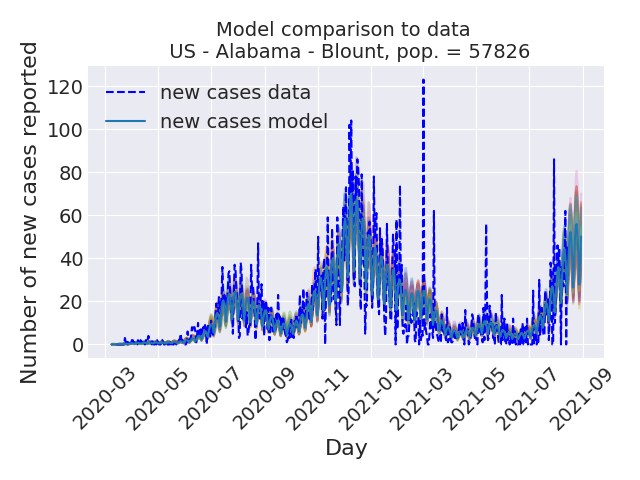 Model comparison to data
US - Alabama - Blount, pop. = 57826
Number of new cases reported
120
100
80
60
40
20
0
new cases data
new cases model
2020-03
2020-05
2020-07
2020-09
2020-11
2021-01
2021-03
2021-05
2021-07
2021-09
Day